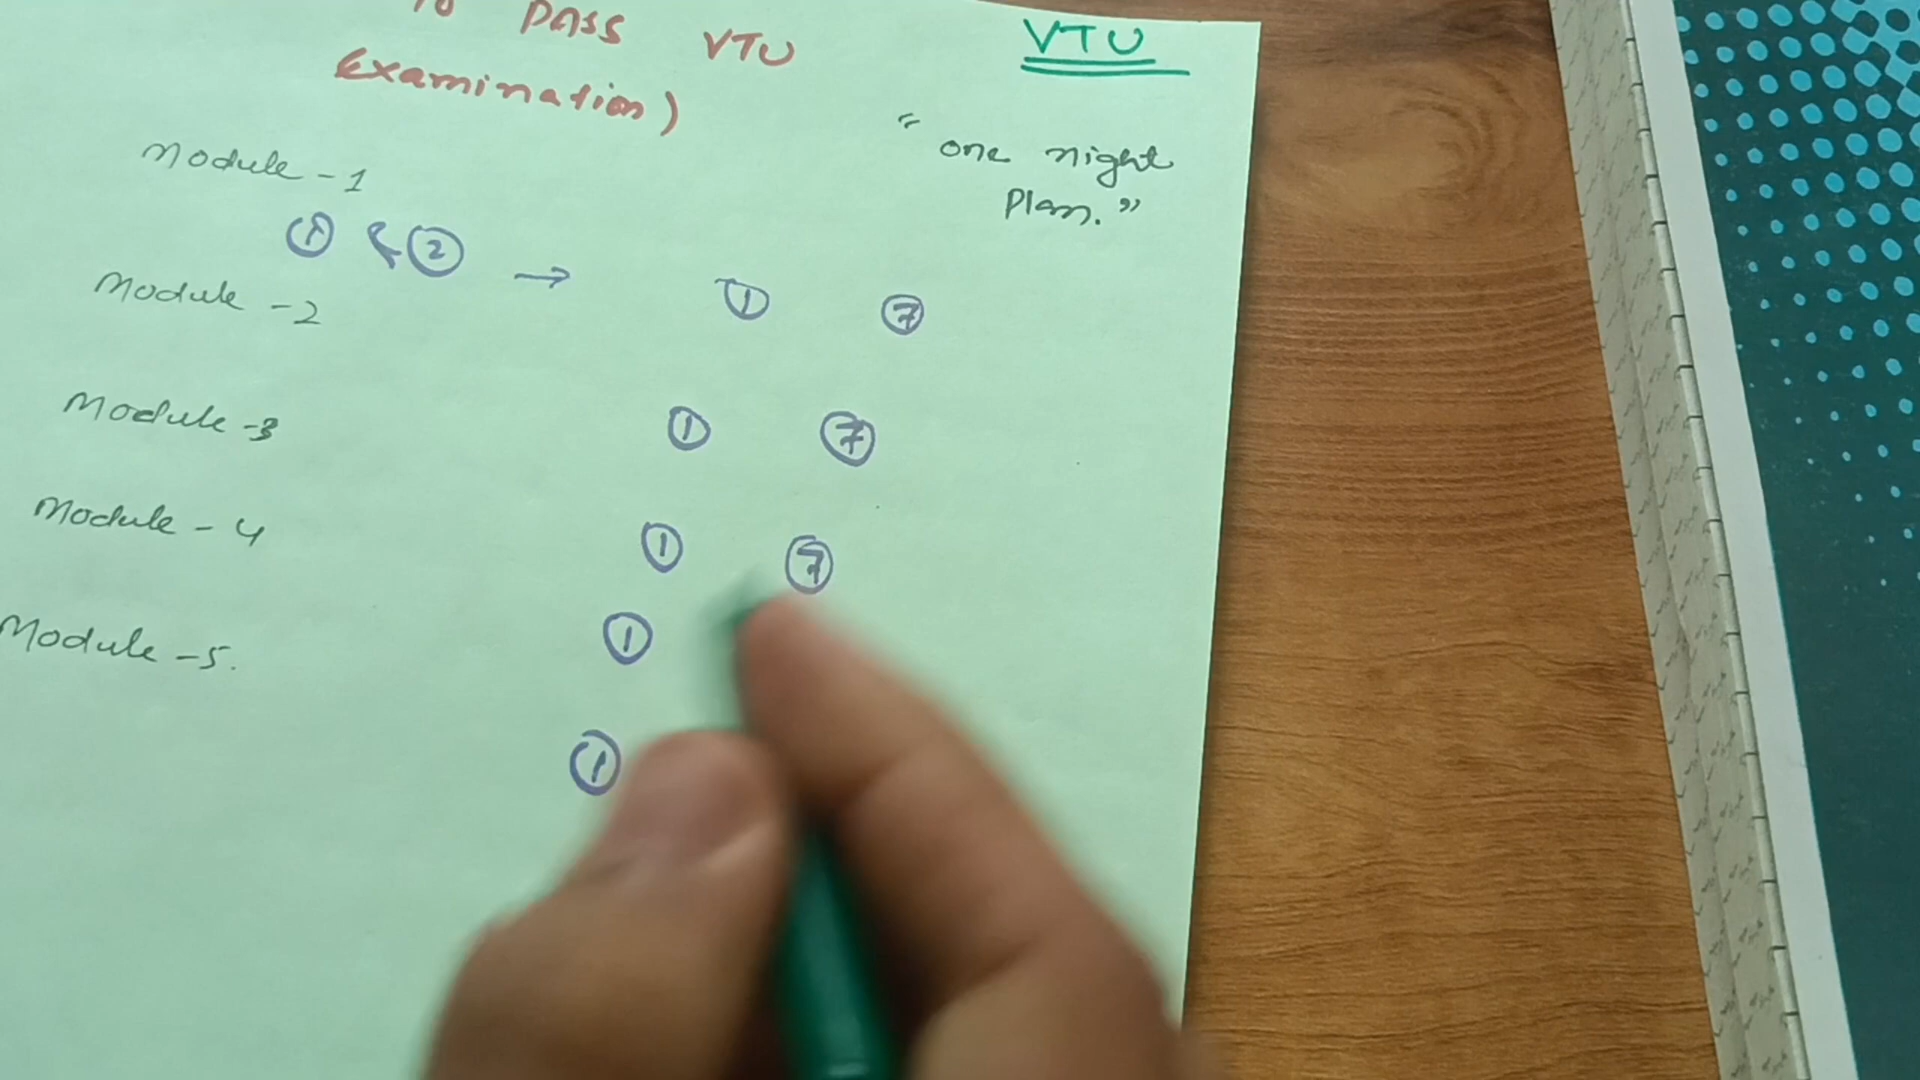 To PASS VTU
Examination)
VTU
"one night
Plan."
Module - 1
1 & 2 → 1 7
Module - 2
Module - 3 1 7
Module - 4 1 7
Module - 5. 1
1